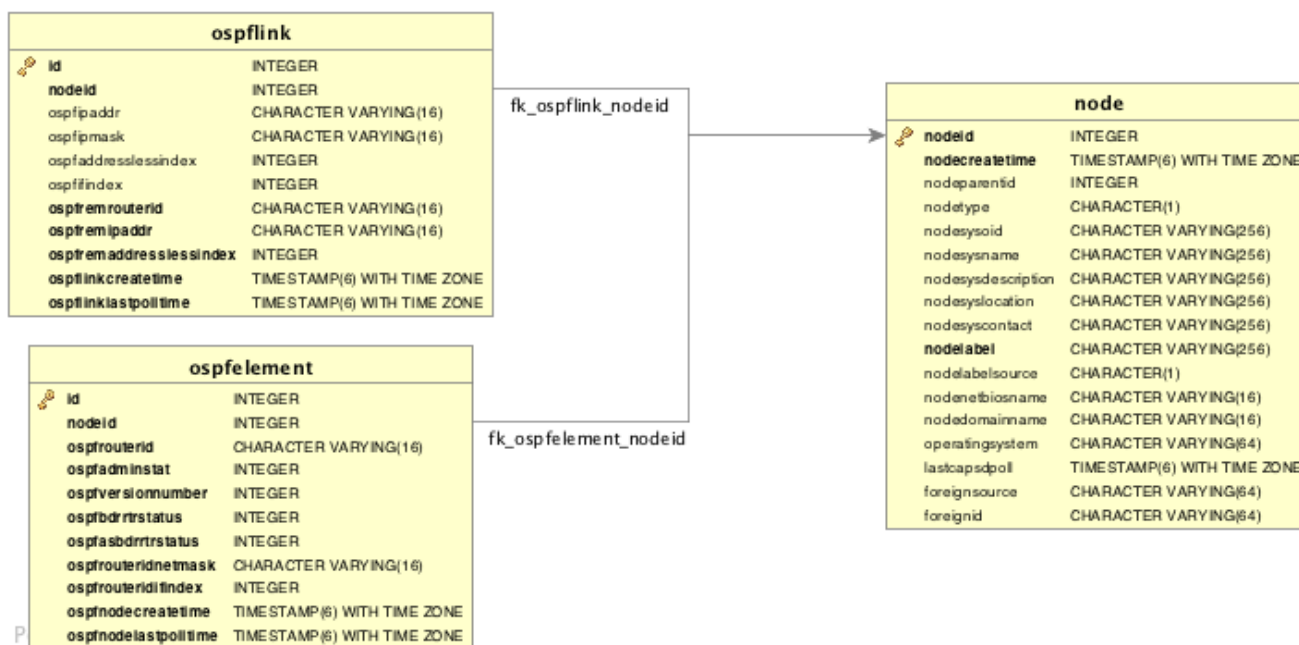 ospflink
id INTEGER
nodeid INTEGER
ospfipaddr CHARACTER VARYING(16)
ospfipmask CHARACTER VARYING(16)
ospfaddresslessindex INTEGER
ospfifindex INTEGER
ospfremrouterid CHARACTER VARYING(16)
ospfremipaddr CHARACTER VARYING(16)
ospfremaddresslessindex INTEGER
ospflinkcreatetime TIMESTAMP(6) WITH TIME ZONE
ospflinklastpolltime TIMESTAMP(6) WITH TIME ZONE
fk_ospflink_nodeid
ospfelement
id INTEGER
nodeid INTEGER
ospfrouterid CHARACTER VARYING(16)
ospfadminstat INTEGER
ospfversionnumber INTEGER
ospfbdrrtrstatus INTEGER
ospfasbdrrtrstatus INTEGER
ospfrouteridnetmask CHARACTER VARYING(16)
ospfrouteridifindex INTEGER
ospfnodecreatetime TIMESTAMP(6) WITH TIME ZONE
ospfnodelastpolltime TIMESTAMP(6) WITH TIME ZONE
fk_ospfelement_nodeid
node
nodeid INTEGER
nodecreatetime TIMESTAMP(6) WITH TIME ZONE
nodeparentid INTEGER
nodetype CHARACTER(1)
nodesysoid CHARACTER VARYING(256)
nodesysname CHARACTER VARYING(256)
nodesysdescription CHARACTER VARYING(256)
nodesyslocation CHARACTER VARYING(256)
nodesyscontact CHARACTER VARYING(256)
nodelabel CHARACTER VARYING(256)
nodelabelsource CHARACTER(1)
nodenetbiosname CHARACTER VARYING(16)
nodedomainname CHARACTER VARYING(16)
operatingsystem CHARACTER VARYING(64)
lastcapsdpoll TIMESTAMP(6) WITH TIME ZONE
foreignsource CHARACTER VARYING(64)
foreignid CHARACTER VARYING(64)